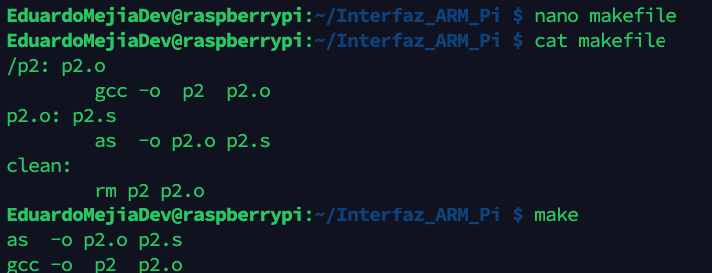 EduardoMejiaDev@raspberrypi:~/Interfaz_ARM_Pi $ nano makefile
EduardoMejiaDev@raspberrypi:~/Interfaz_ARM_Pi $ cat makefile
/p2: p2.o
        gcc -o  p2  p2.o
p2.o: p2.s
        as  -o p2.o p2.s
clean:
        rm p2 p2.o
EduardoMejiaDev@raspberrypi:~/Interfaz_ARM_Pi $ make
as  -o p2.o p2.s
gcc -o  p2  p2.o